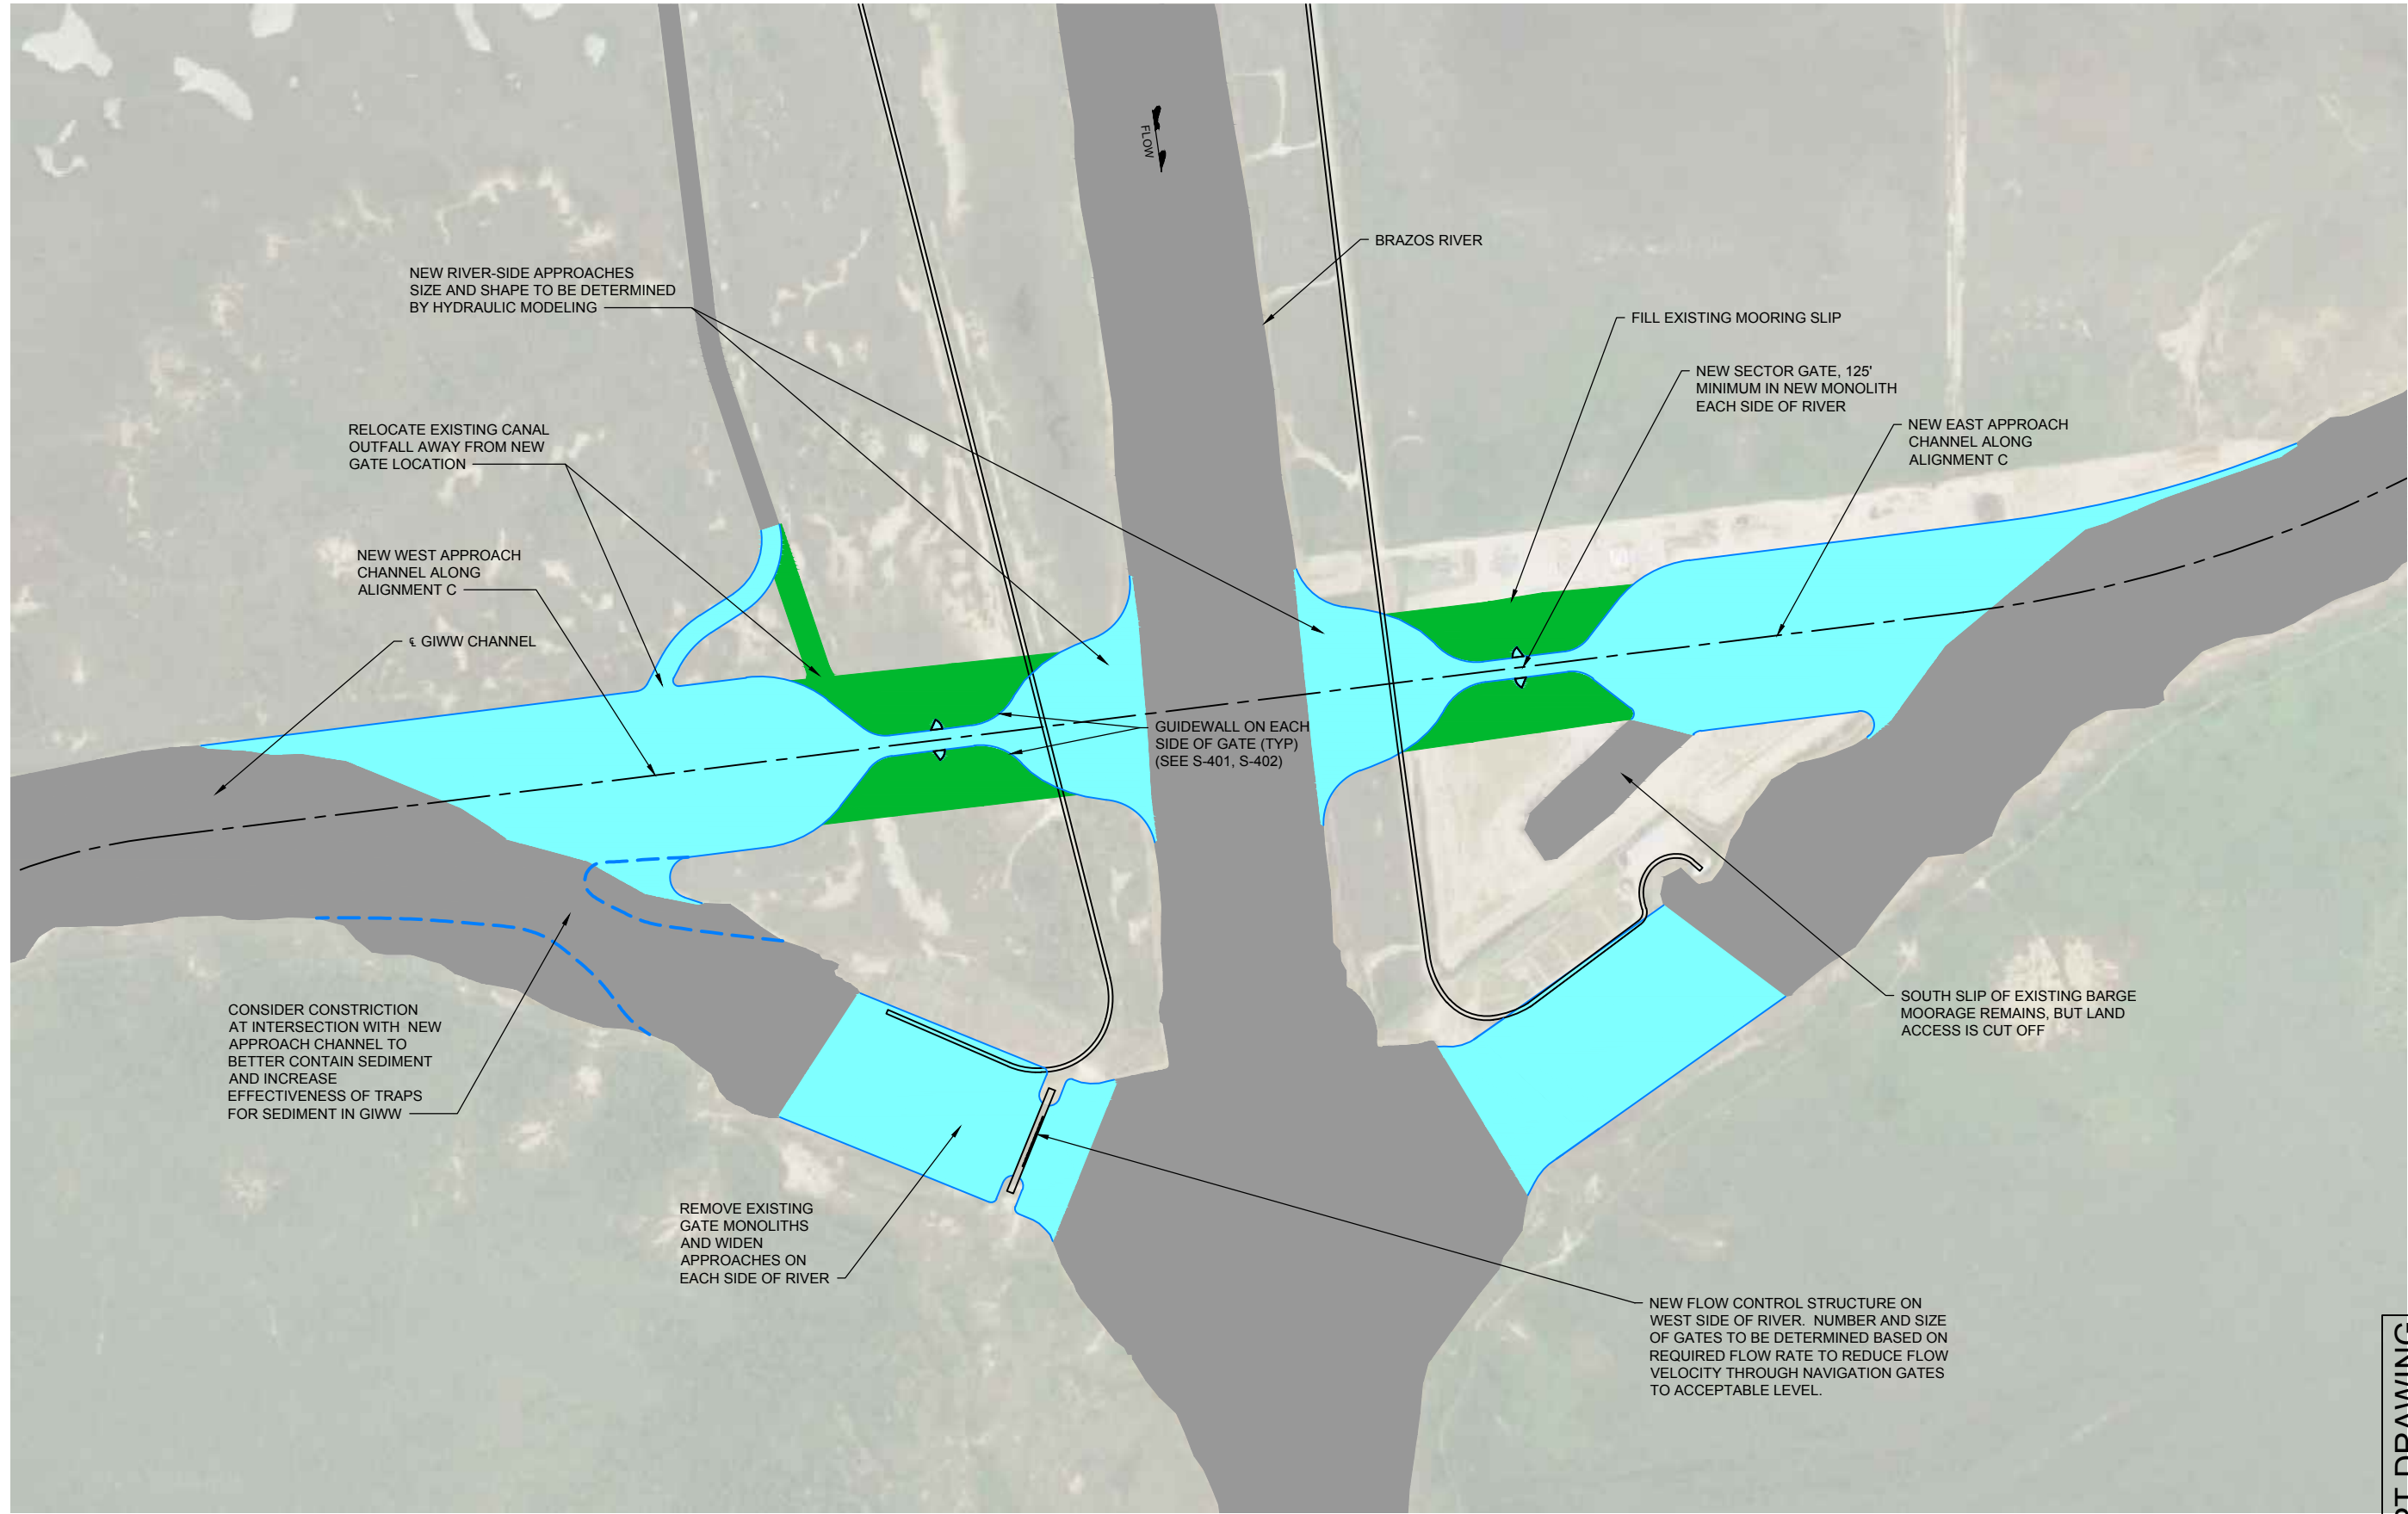 FLOW
BRAZOS RIVER
NEW RIVER-SIDE APPROACHES
SIZE AND SHAPE TO BE DETERMINED
BY HYDRAULIC MODELING
FILL EXISTING MOORING SLIP
NEW SECTOR GATE, 125'
MINIMUM IN NEW MONOLITH
EACH SIDE OF RIVER
RELOCATE EXISTING CANAL
OUTFALL AWAY FROM NEW
GATE LOCATION
NEW EAST APPROACH
CHANNEL ALONG
ALIGNMENT C
NEW WEST APPROACH
CHANNEL ALONG
ALIGNMENT C
℄ GIWW CHANNEL
GUIDEWALL ON EACH
SIDE OF GATE (TYP)
(SEE S-401, S-402)
CONSIDER CONSTRICTION
AT INTERSECTION WITH NEW
APPROACH CHANNEL TO
BETTER CONTAIN SEDIMENT
AND INCREASE
EFFECTIVENESS OF TRAPS
FOR SEDIMENT IN GIWW
SOUTH SLIP OF EXISTING BARGE
MOORAGE REMAINS, BUT LAND
ACCESS IS CUT OFF
REMOVE EXISTING
GATE MONOLITHS
AND WIDEN
APPROACHES ON
EACH SIDE OF RIVER
NEW FLOW CONTROL STRUCTURE ON
WEST SIDE OF RIVER. NUMBER AND SIZE
OF GATES TO BE DETERMINED BASED ON
REQUIRED FLOW RATE TO REDUCE FLOW
VELOCITY THROUGH NAVIGATION GATES
TO ACCEPTABLE LEVEL.
DRAWING